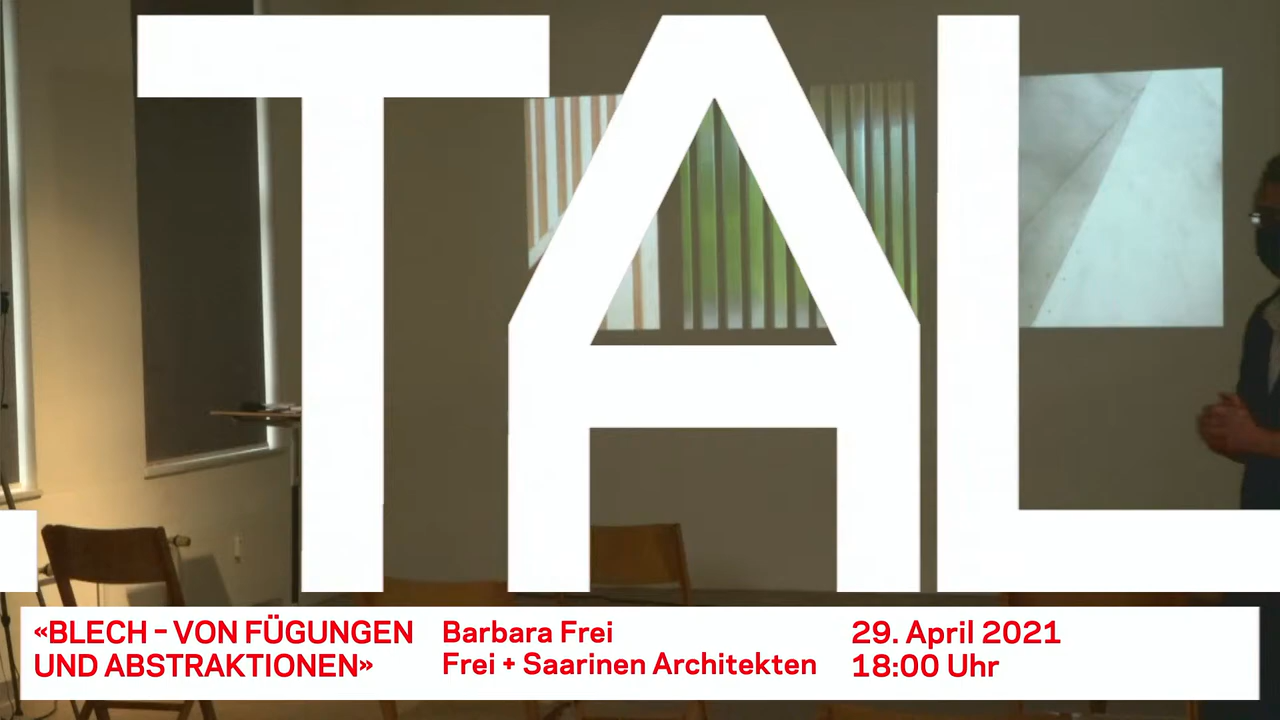 TAL
«BLECH – VON FÜGUNGEN
UND ABSTRAKTIONEN»
Barbara Frei
Frei + Saarinen Architekten
29. April 2021
18:00 Uhr